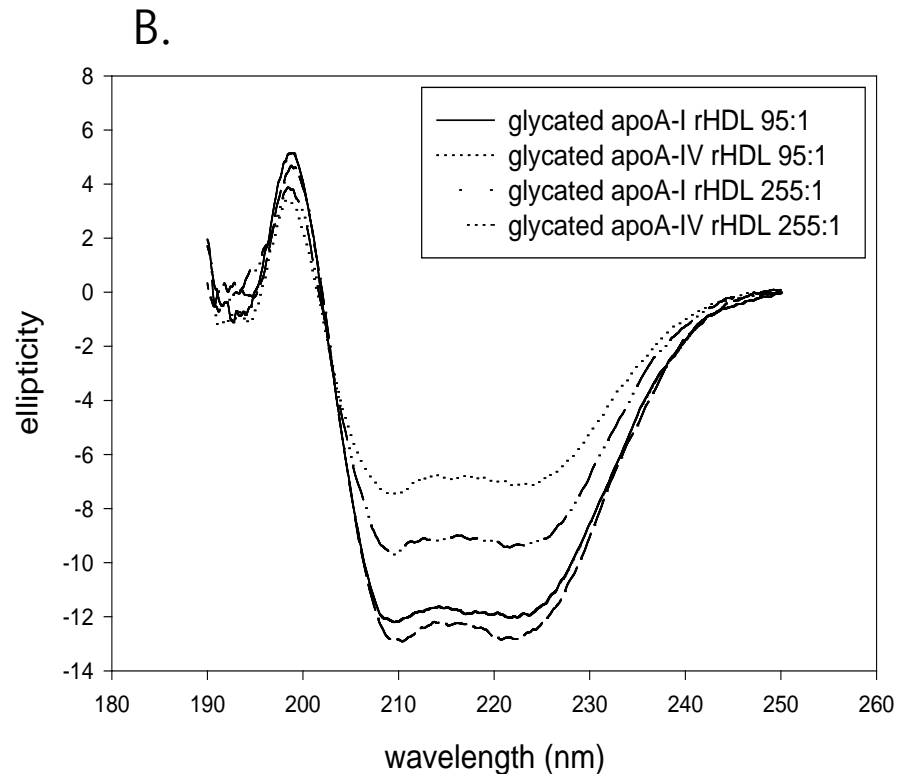 B.
8
6
4
2
0
-2
-4
-6
-8
-10
-12
-14
ellipticity
glycated apoA-I rHDL 95:1
glycated apoA-IV rHDL 95:1
glycated apoA-I rHDL 255:1
glycated apoA-IV rHDL 255:1
180 190 200 210 220 230 240 250 260
wavelength (nm)